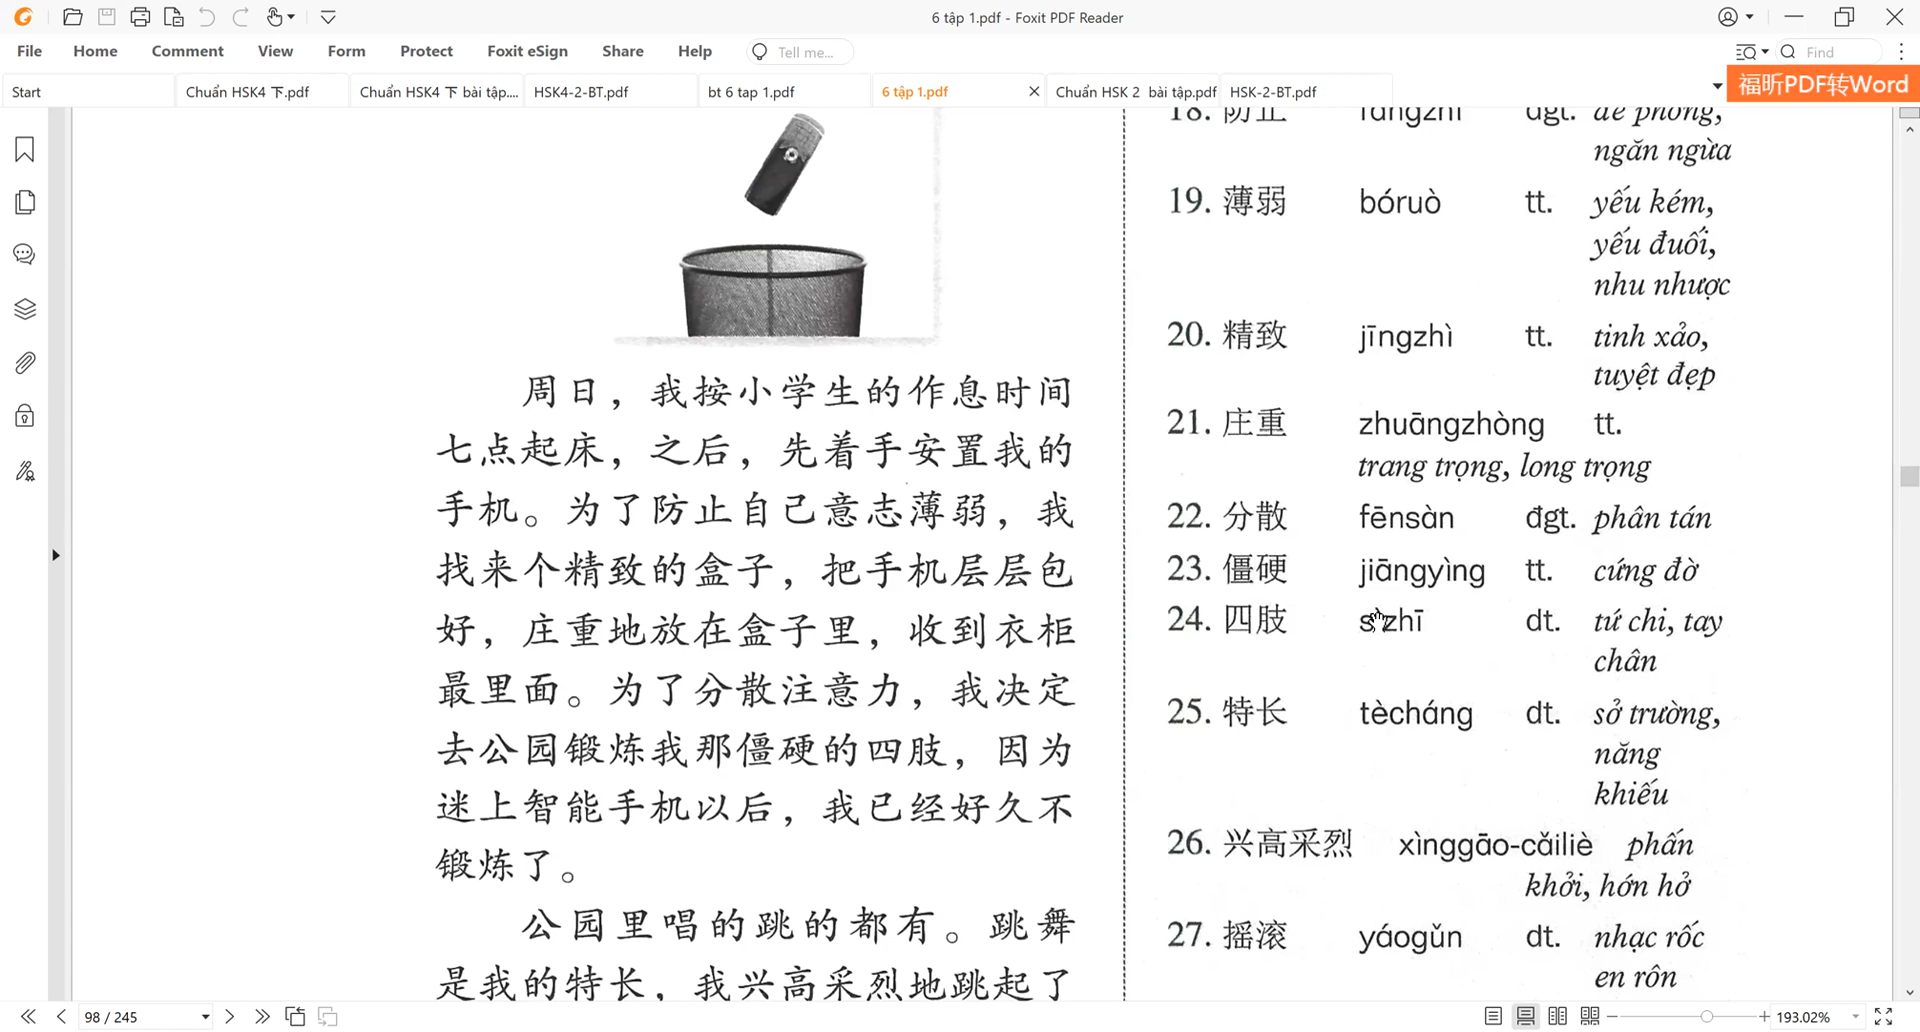 6 tập 1.pdf - Foxit PDF Reader
File Home Comment View Form Protect Foxit eSign Share Help Tell me... Find
Start Chuẩn HSK4 下.pdf Chuẩn HSK4 下 bài tập.... HSK4-2-BT.pdf bt 6 tap 1.pdf 6 tập 1.pdf Chuẩn HSK 2 bài tập.pdf HSK-2-BT.pdf 福昕PDF转Word
周日，我按小学生的作息时间
七点起床，之后，先着手安置我的
手机。为了防止自己意志薄弱，我
找来个精致的盒子，把手机层层包
好，庄重地放在盒子里，收到衣柜
最里面。为了分散注意力，我决定
去公园锻炼我那僵硬的四肢，因为
迷上智能手机以后，我已经好久不
锻炼了。
公园里唱的跳的都有。跳舞
是我的特长，我兴高采烈地跳起了
18. 防止 fángzhǐ đgt. đề phòng,
ngăn ngừa
19. 薄弱 bóruò tt. yếu kém,
yếu đuối,
nhu nhược
20. 精致 jīngzhì tt. tinh xảo,
tuyệt đẹp
21. 庄重 zhuāngzhòng tt.
trang trọng, long trọng
22. 分散 fēnsàn đgt. phân tán
23. 僵硬 jiāngyìng tt. cứng đờ
24. 四肢 sìzhī dt. tứ chi, tay
chân
25. 特长 tècháng dt. sở trường,
năng
khiếu
26. 兴高采烈 xìnggāo-cǎiliè phấn
khởi, hớn hở
27. 摇滚 yáogǔn dt. nhạc rốc
en rôn
98 / 245 193.02%